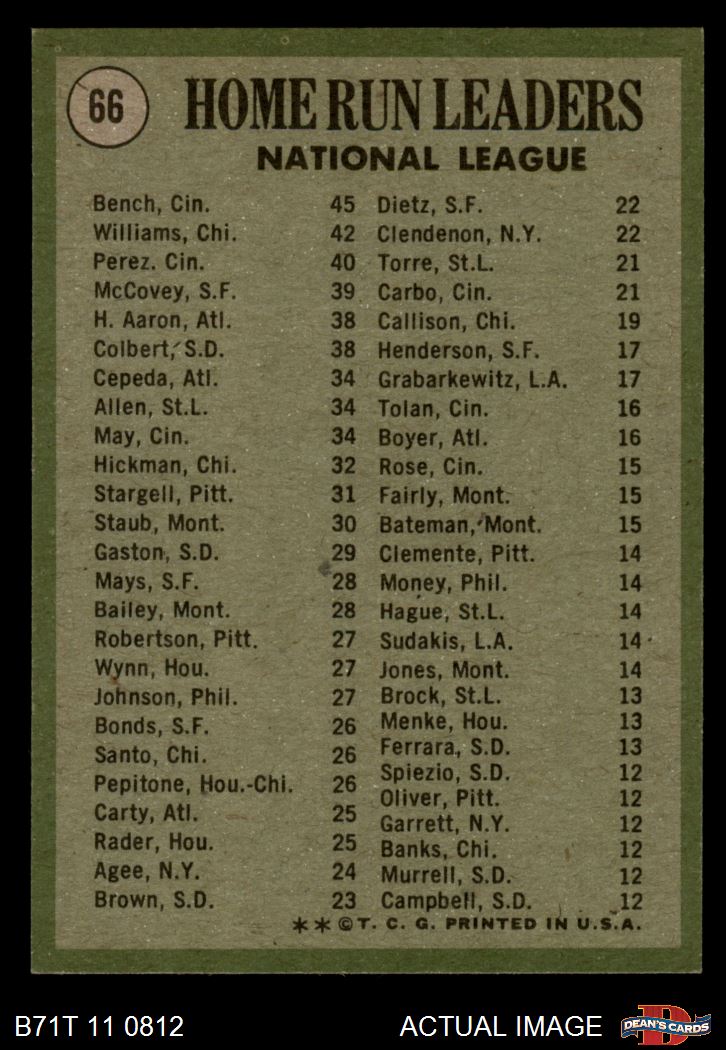 66
HOME RUN LEADERS
NATIONAL LEAGUE
Bench, Cin. 45
Williams, Chi. 42
Perez. Cin. 40
McCovey, S.F. 39
H. Aaron, Atl. 38
Colbert, S.D. 38
Cepeda, Atl. 34
Allen, St.L. 34
May, Cin. 34
Hickman, Chi. 32
Stargell, Pitt. 31
Staub, Mont. 30
Gaston, S.D. 29
Mays, S.F. 28
Bailey, Mont. 28
Robertson, Pitt. 27
Wynn, Hou. 27
Johnson, Phil. 27
Bonds, S.F. 26
Santo, Chi. 26
Pepitone, Hou.-Chi. 26
Carty, Atl. 25
Rader, Hou. 25
Agee, N.Y. 24
Brown, S.D. 23
Dietz, S.F. 22
Clendenon, N.Y. 22
Torre, St.L. 21
Carbo, Cin. 21
Callison, Chi. 19
Henderson, S.F. 17
Grabarkewitz, L.A. 17
Tolan, Cin. 16
Boyer, Atl. 16
Rose, Cin. 15
Fairly, Mont. 15
Bateman, Mont. 15
Clemente, Pitt. 14
Money, Phil. 14
Hague, St.L. 14
Sudakis, L.A. 14
Jones, Mont. 14
Brock, St.L. 13
Menke, Hou. 13
Ferrara, S.D. 13
Spiezio, S.D. 12
Oliver, Pitt. 12
Garrett, N.Y. 12
Banks, Chi. 12
Murrell, S.D. 12
Campbell, S.D. 12
**©T. C. G. PRINTED IN U.S.A.
B71T 11 0812
ACTUAL IMAGE
D
DEAN'S CARDS